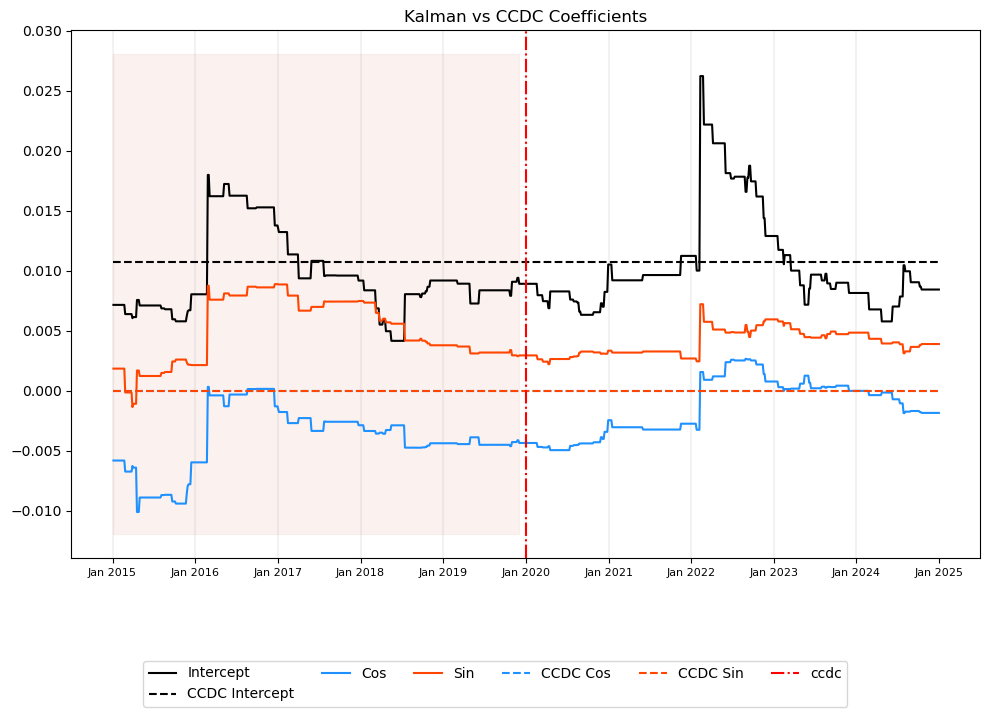 Kalman vs CCDC Coefficients
0.030
0.025
0.020
0.015
0.010
0.005
0.000
−0.005
−0.010
Jan 2015 Jan 2016 Jan 2017 Jan 2018 Jan 2019 Jan 2020 Jan 2021 Jan 2022 Jan 2023 Jan 2024 Jan 2025
Intercept Cos Sin CCDC Cos CCDC Sin ccdc
CCDC Intercept